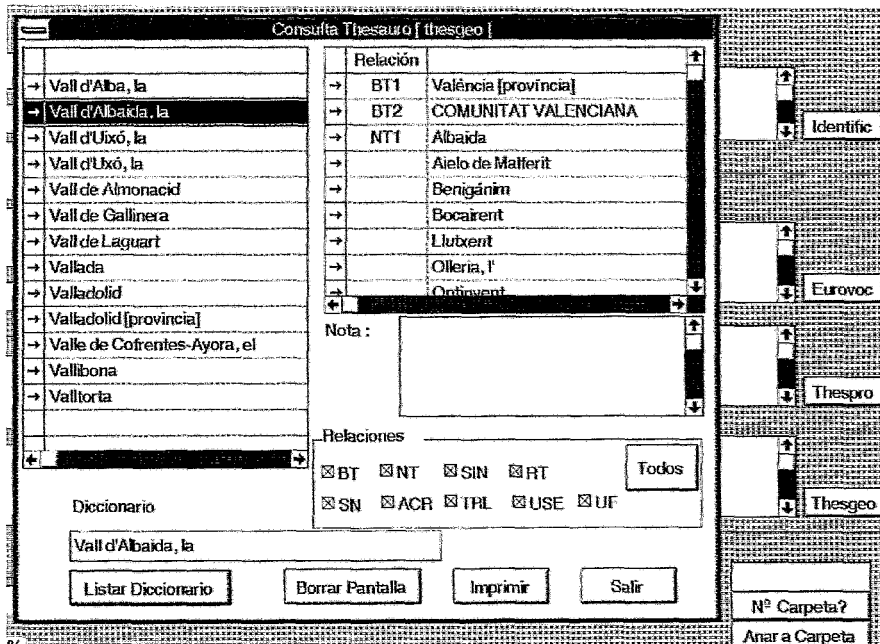 Consulta Thesauro [ thesgeo ]
Vall d'Alba, la
Vall d'Albaida, la
Vall d'Uixó, la
Vall d'Uxó, la
Vall de Almonacid
Vall de Gallinera
Vall de Laguart
Vallada
Valladolid
Valladolid [provincia]
Valle de Cofrentes-Ayora, el
Vallibona
Valltorta
Relación
BT1 València [província]
BT2 COMUNITAT VALENCIANA
NT1 Albaida
Aielo de Malferit
Benigánim
Bocairent
Llutxent
Olleria, l'
Ontinyent
Nota :
Relaciones
BT NT SIN RT
SN ACR TRL USE UF
Todos
Diccionario
Vall d'Albaida, la
Listar Diccionario
Borrar Pantalla
Imprimir
Salir
Identific
Eurovoc
Thespro
Thesgeo
Nº Carpeta?
Anar a Carpeta